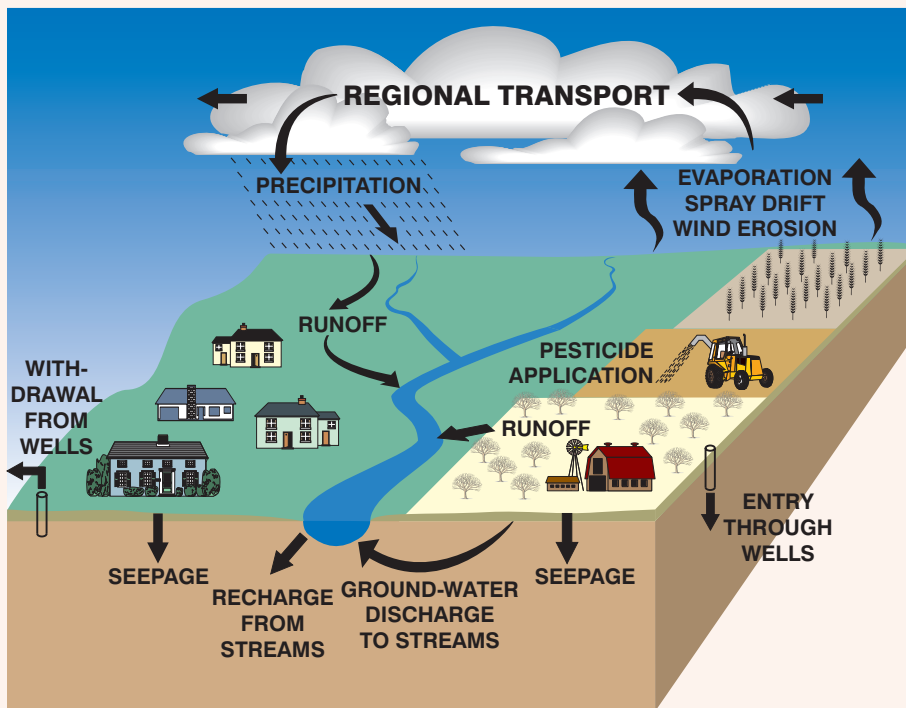 REGIONAL TRANSPORT
PRECIPITATION
EVAPORATION
SPRAY DRIFT
WIND EROSION
RUNOFF
PESTICIDE
APPLICATION
WITH-
DRAWAL
FROM
WELLS
RUNOFF
ENTRY
THROUGH
WELLS
SEEPAGE
RECHARGE
FROM
STREAMS
GROUND-WATER
DISCHARGE
TO STREAMS
SEEPAGE